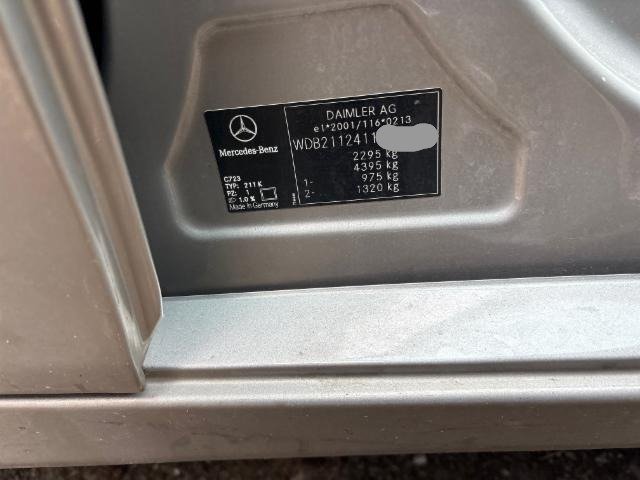 Mercedes-Benz
C723
TYP: 211 K
PZ: 1
1.0 %
Made in Germany
DAIMLER AG
e1*2001/116*0213
WDB2112411
2295 kg
4395 kg
1- 975 kg
2- 1320 kg